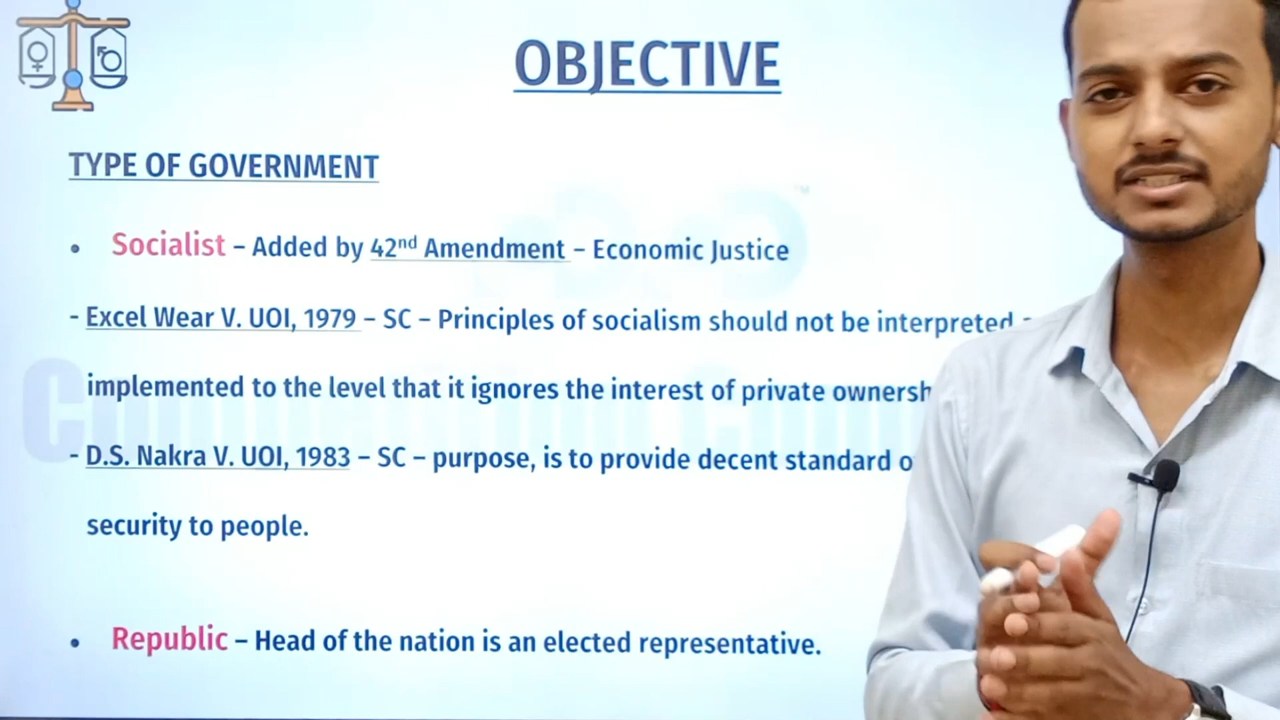 OBJECTIVE
TYPE OF GOVERNMENT
• Socialist – Added by 42nd Amendment – Economic Justice
- Excel Wear V. UOI, 1979 – SC – Principles of socialism should not be interpreted
implemented to the level that it ignores the interest of private
- D.S. Nakra V. UOI, 1983 – SC – purpose, is to provide decent standard
security to people.
• Republic – Head of the nation is an elected representative.